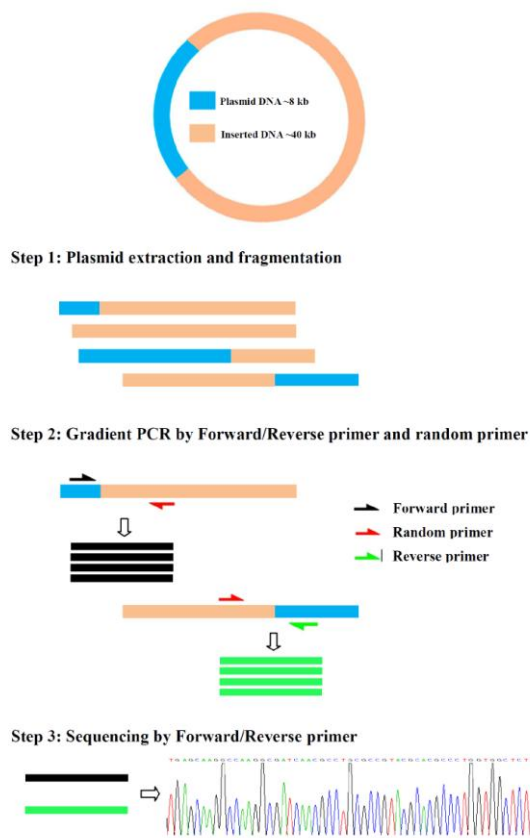 Plasmid DNA ~8 kb
Inserted DNA ~40 kb
Step 1: Plasmid extraction and fragmentation
Step 2: Gradient PCR by Forward/Reverse primer and random primer
Forward primer
Random primer
Reverse primer
Step 3: Sequencing by Forward/Reverse primer